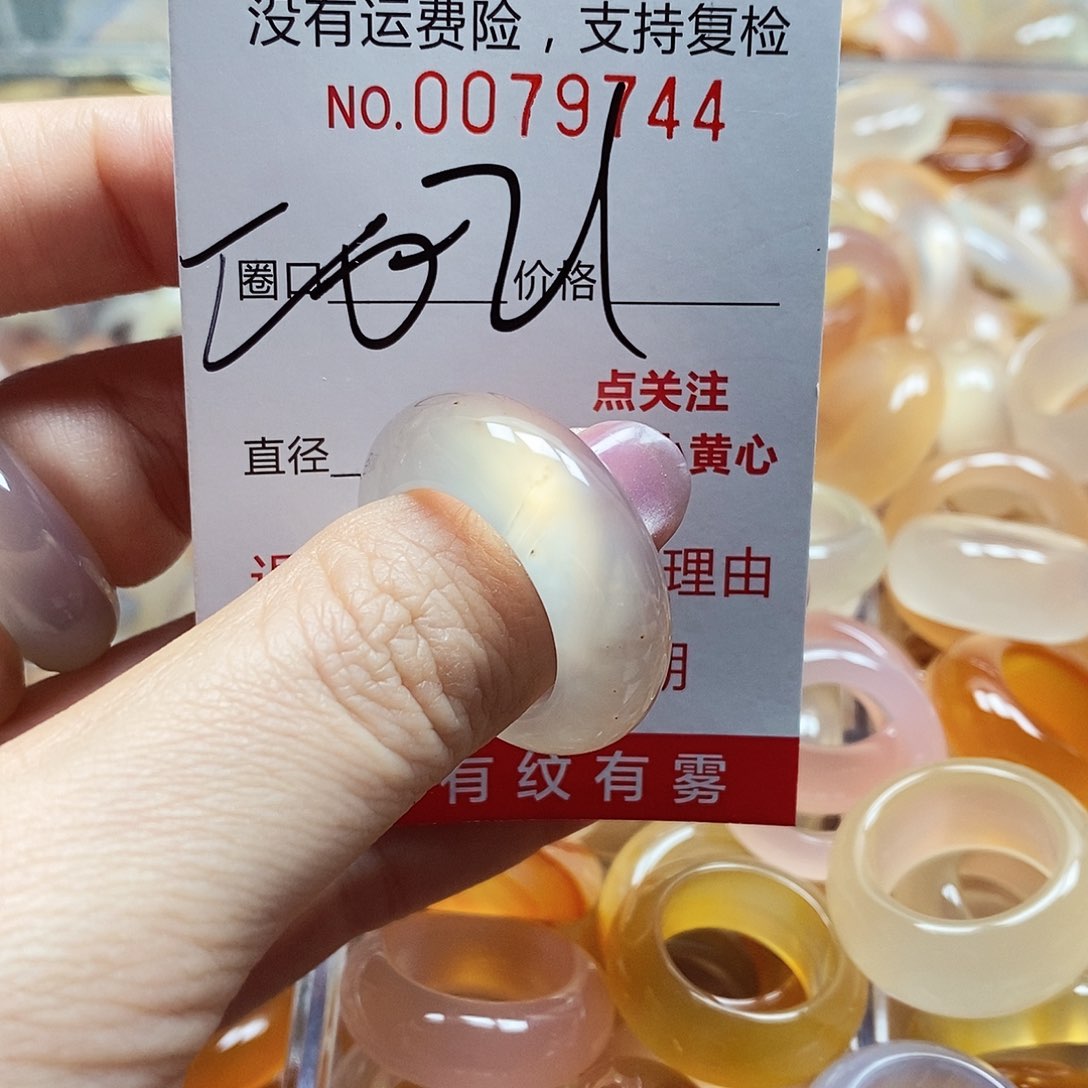 没有运费险，支持复检
NO.0079744
圈口 价格
点关注
直径 黄心
理由
有纹有雾